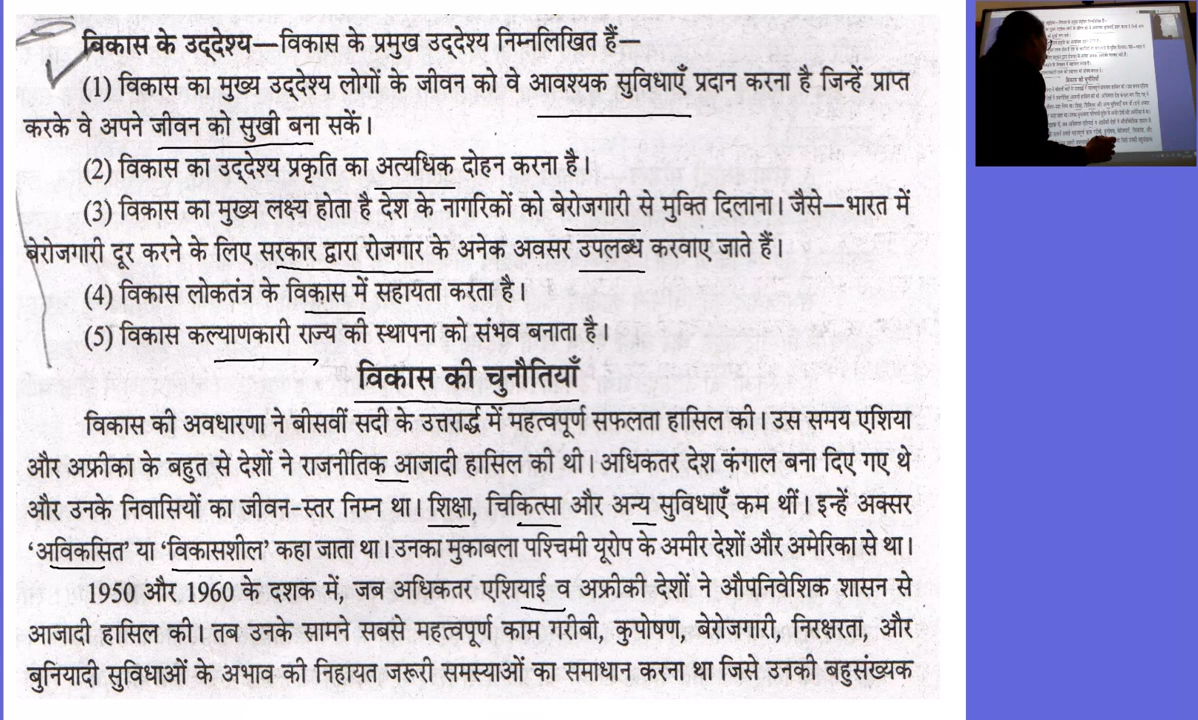 विकास के उद्देश्य—विकास के प्रमुख उद्देश्य निम्नलिखित हैं—
(1) विकास का मुख्य उद्देश्य लोगों के जीवन को वे आवश्यक सुविधाएँ प्रदान करना है जिन्हें प्राप्त
करके वे अपने जीवन को सुखी बना सकें।
(2) विकास का उद्देश्य प्रकृति का अत्यधिक दोहन करना है।
(3) विकास का मुख्य लक्ष्य होता है देश के नागरिकों को बेरोजगारी से मुक्ति दिलाना। जैसे—भारत में
बेरोजगारी दूर करने के लिए सरकार द्वारा रोजगार के अनेक अवसर उपलब्ध करवाए जाते हैं।
(4) विकास लोकतंत्र के विकास में सहायता करता है।
(5) विकास कल्याणकारी राज्य की स्थापना को संभव बनाता है।
विकास की चुनौतियाँ
विकास की अवधारणा ने बीसवीं सदी के उत्तरार्द्ध में महत्वपूर्ण सफलता हासिल की। उस समय एशिया
और अफ्रीका के बहुत से देशों ने राजनीतिक आजादी हासिल की थी। अधिकतर देश कंगाल बना दिए गए थे
और उनके निवासियों का जीवन-स्तर निम्न था। शिक्षा, चिकित्सा और अन्य सुविधाएँ कम थीं। इन्हें अक्सर
‘अविकसित’ या ‘विकासशील’ कहा जाता था। उनका मुकाबला पश्चिमी यूरोप के अमीर देशों और अमेरिका से था।
1950 और 1960 के दशक में, जब अधिकतर एशियाई व अफ्रीकी देशों ने औपनिवेशिक शासन से
आजादी हासिल की। तब उनके सामने सबसे महत्वपूर्ण काम गरीबी, कुपोषण, बेरोजगारी, निरक्षरता, और
बुनियादी सुविधाओं के अभाव की निहायत जरूरी समस्याओं का समाधान करना था जिसे उनकी बहुसंख्यक